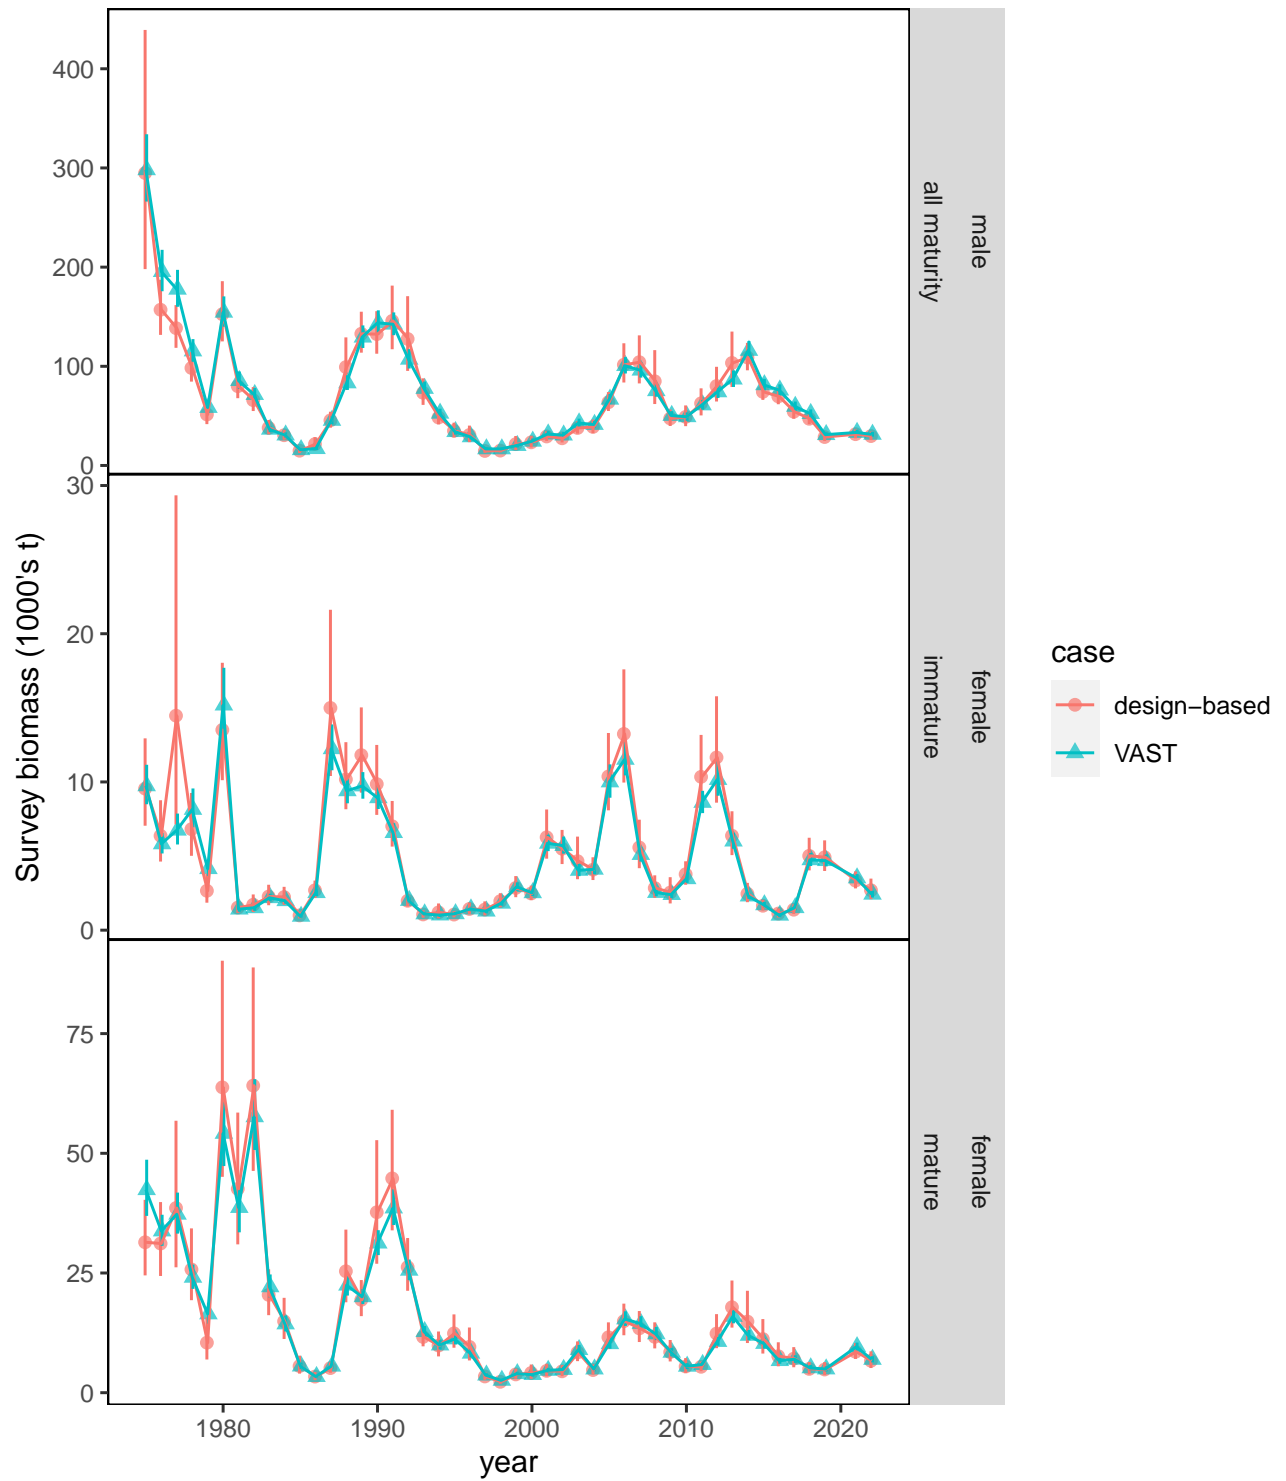 400
300
200
100
0
male
all maturity
30
20
10
0
female
immature
75
50
25
0
female
mature
1980
1990
2000
2010
2020
year
Survey biomass (1000's t)
case
design−based
VAST